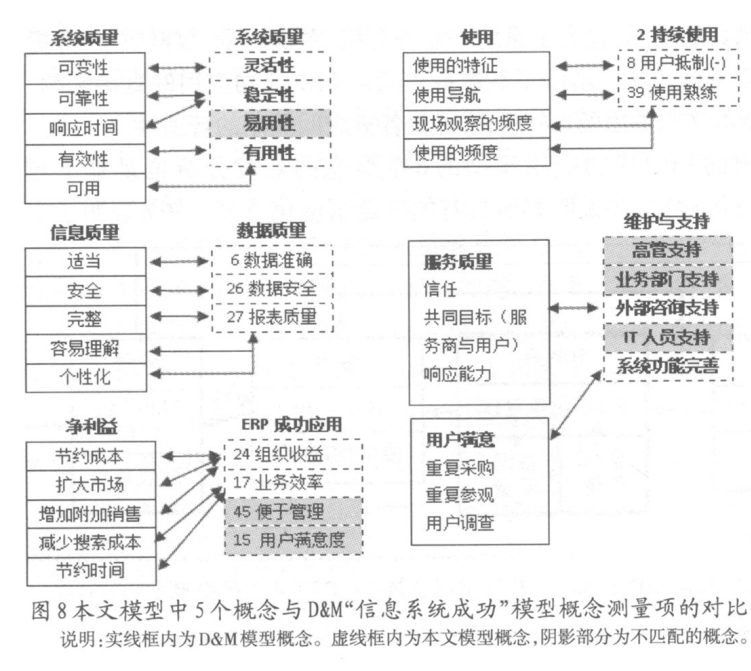 系统质量
可变性
可靠性
响应时间
有效性
可用
系统质量
灵活性
稳定性
易用性
有用性
使用
使用的特征
使用导航
现场观察的频度
使用的频度
2 持续使用
8 用户抵制(-)
39 使用熟练
信息质量
适当
安全
完整
容易理解
个性化
数据质量
6 数据准确
26 数据安全
27 报表质量
服务质量
信任
共同目标（服
务商与用户）
响应能力
维护与支持
高管支持
业务部门支持
外部咨询支持
IT 人员支持
系统功能完善
净利益
节约成本
扩大市场
增加附加销售
减少搜索成本
节约时间
ERP 成功应用
24 组织收益
17 业务效率
45 便于管理
15 用户满意度
用户满意
重复采购
重复参观
用户调查
图8本文模型中5个概念与D&M“信息系统成功”模型概念测量项的对比
说明:实线框内为D&M模型概念。虚线框内为本文模型概念,阴影部分为不匹配的概念。